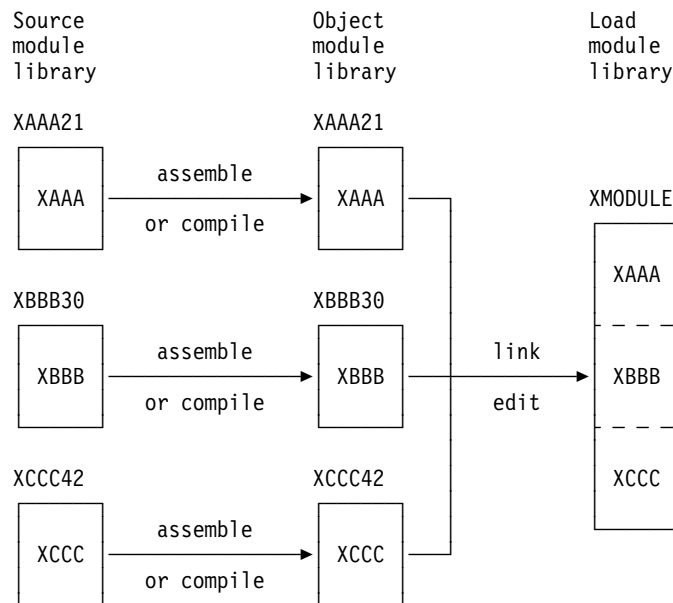 Source
module
library
Object
module
library
Load
module
library
XAAA21
XAAA21
XAAA
assemble
or compile
XAAA
XMODULE
XAAA
XBBB30
XBBB30
XBBB
assemble
or compile
XBBB
link
edit
XBBB
XCCC42
XCCC42
XCCC
XCCC
assemble
or compile
XCCC